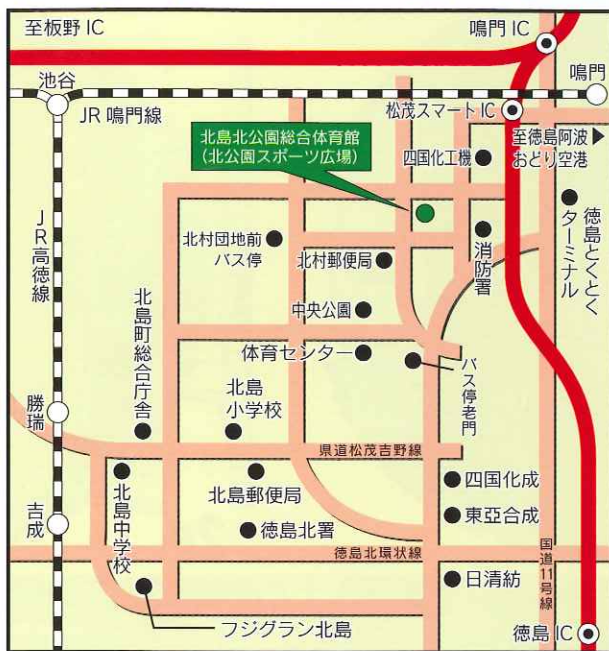 至板野 IC
鳴門 IC
池谷
鳴門
JR 鳴門線
松茂スマート IC
北島北公園総合体育館
(北公園スポーツ広場)
四国化工機
至徳島阿波
おどり空港
JR高徳線
北村団地前
バス停
北村郵便局
消防署
徳島とくとく
ターミナル
中央公園
北島町総合庁舎
体育センター
バス停老門
勝瑞
北島
小学校
県道松茂吉野線
北島中学校
北島郵便局
四国化成
吉成
徳島北署
東亞合成
徳島北環状線
国道11号線
日清紡
フジグラン北島
徳島 IC